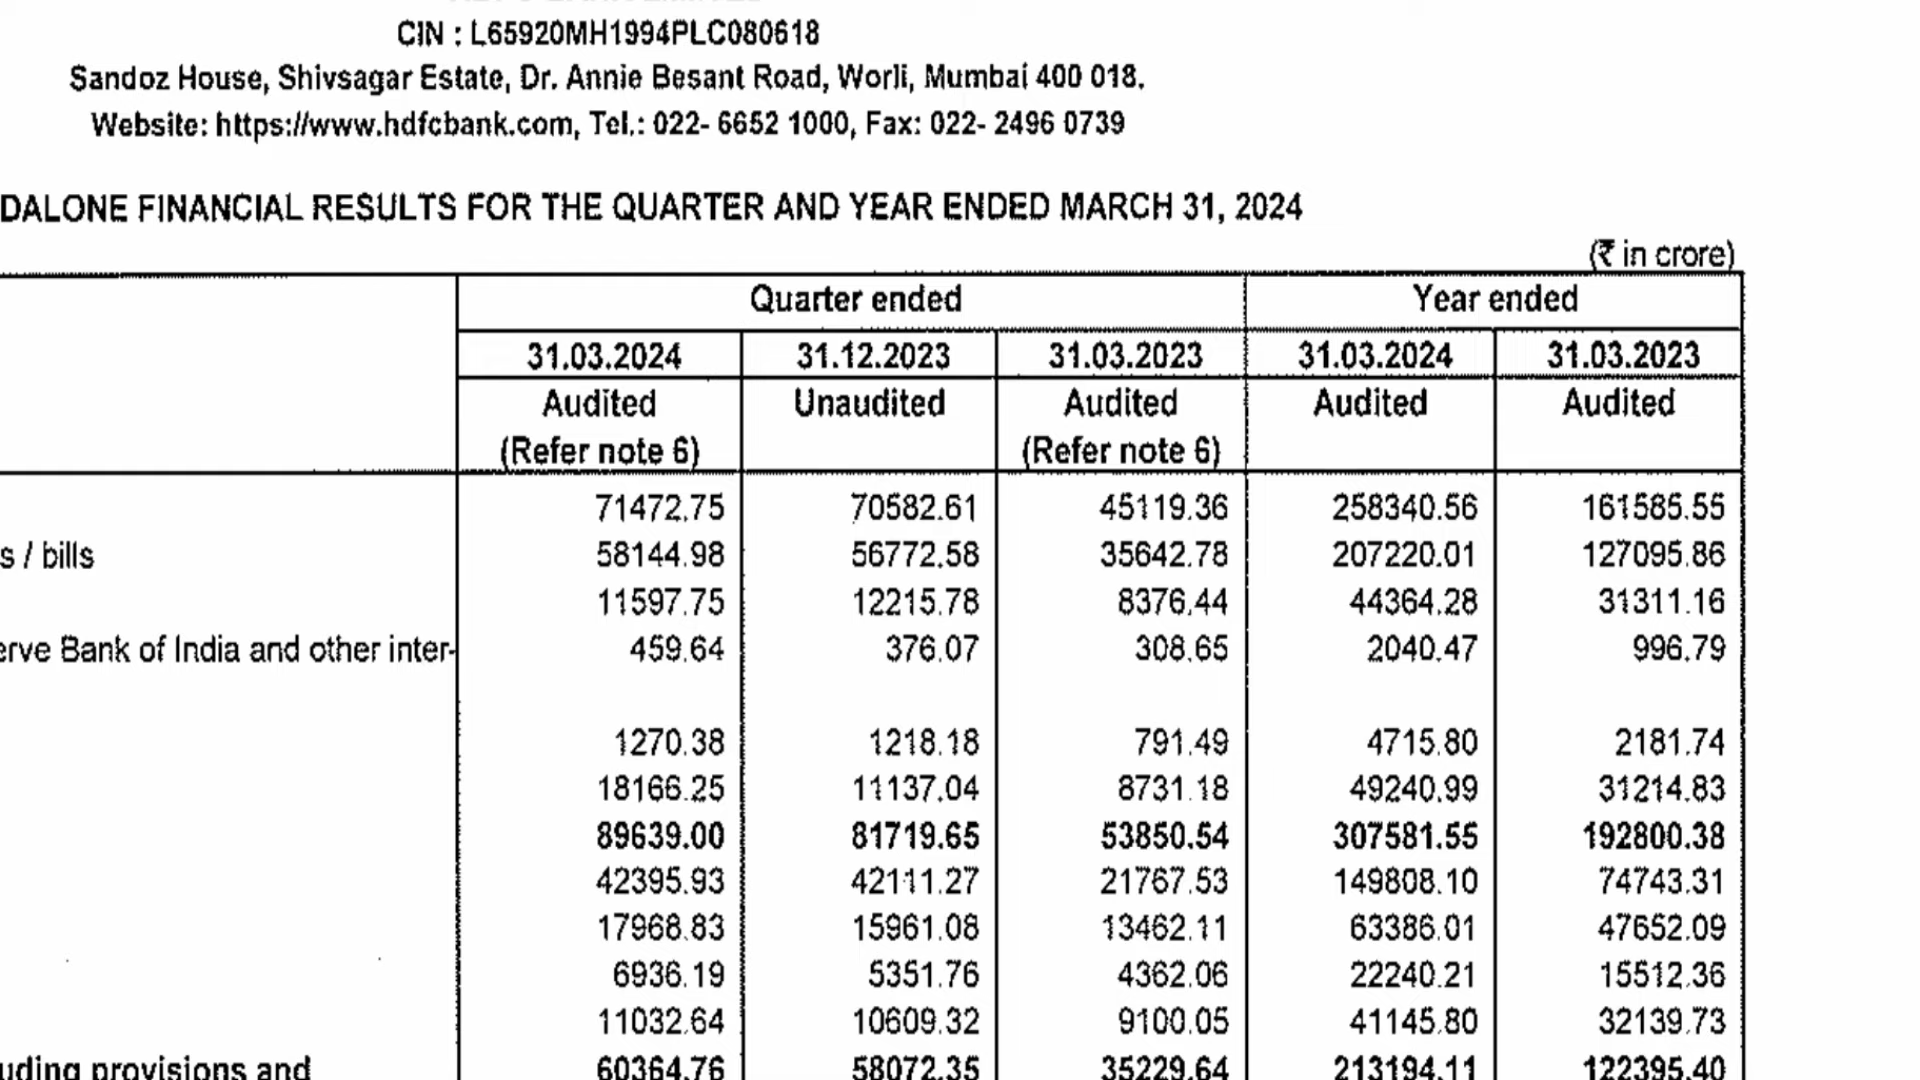 CIN : L65920MH1994PLC080618
Sandoz House, Shivsagar Estate, Dr. Annie Besant Road, Worli, Mumbai 400 018.
Website: https://www.hdfcbank.com, Tel.: 022- 6652 1000, Fax: 022- 2496 0739
DALONE FINANCIAL RESULTS FOR THE QUARTER AND YEAR ENDED MARCH 31, 2024
(₹ in crore)
Quarter ended Year ended
31.03.2024 31.12.2023 31.03.2023 31.03.2024 31.03.2023
Audited Unaudited Audited Audited Audited
(Refer note 6) (Refer note 6)
71472.75 70582.61 45119.36 258340.56 161585.55
s / bills 58144.98 56772.58 35642.78 207220.01 127095.86
11597.75 12215.78 8376.44 44364.28 31311.16
erve Bank of India and other inter- 459.64 376.07 308.65 2040.47 996.79
1270.38 1218.18 791.49 4715.80 2181.74
18166.25 11137.04 8731.18 49240.99 31214.83
89639.00 81719.65 53850.54 307581.55 192800.38
42395.93 42111.27 21767.53 149808.10 74743.31
17968.83 15961.08 13462.11 63386.01 47652.09
6936.19 5351.76 4362.06 22240.21 15512.36
11032.64 10609.32 9100.05 41145.80 32139.73
uding provisions and 60364.76 58072.35 35229.64 213194.11 122395.40